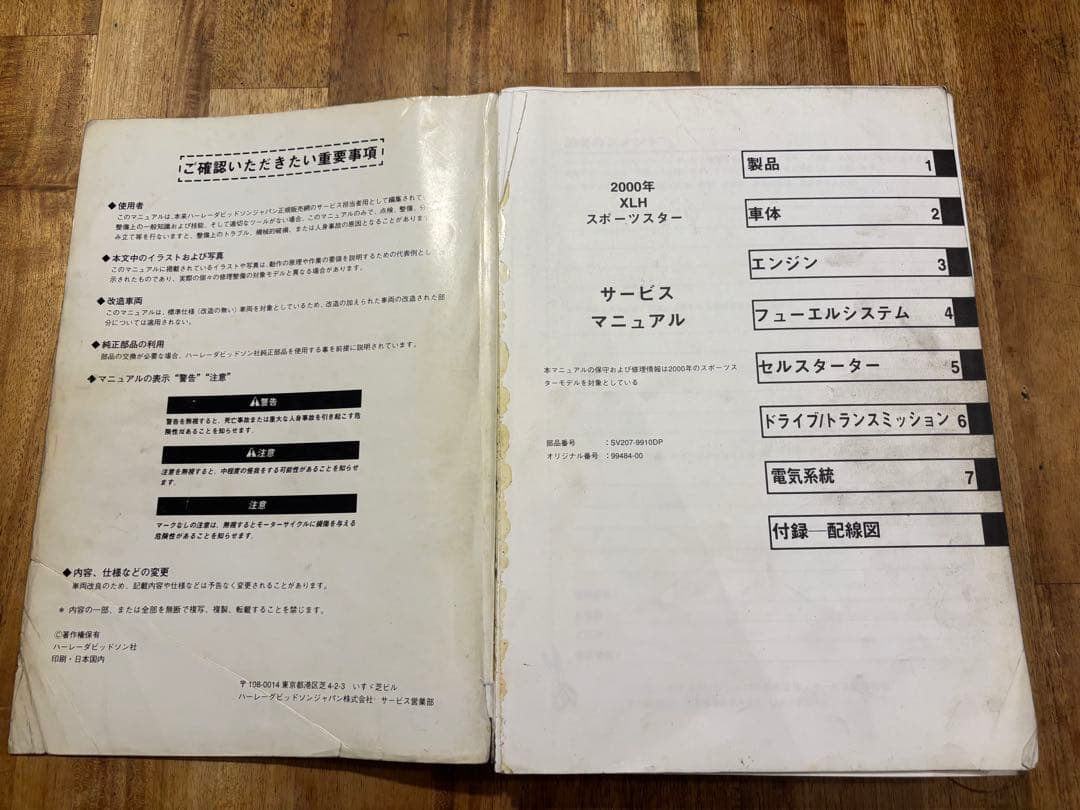 ご確認いただきたい重要事項
◆使用者
このマニュアルは、本来ハーレーダビッドソンジャパン正規販売網のサービス担当者用として編集されて
整備上の一般知識および技能、そして適切なツールがない場合、このマニュアルのみで、点検、整備、分
みみ立て等を行ないますと、整備上のトラブル、機械的破損、または人身事故の原因となることがありま
◆本文中のイラストおよび写真
このマニュアルに掲載されているイラストや写真は、動作の原理や作業の要領を説明するための代表例とし
示されたものであり、実際の個々の修理整備の対象モデルと異なる場合があります。
◆改造車両
このマニュアルは、標準仕様(改造の無い)車両を対象としているため、改造の加えられた車両の改造された部
分については適用されない。
◆純正部品の利用
部品の交換が必要な場合、ハーレーダビッドソン社純正部品を使用する事を前提に説明されています。
◆マニュアルの表示“警告”“注意”
⚠警告
警告を無視すると、死亡事故または重大な人身事故を引き起こす危
険性があることを知らせます。
⚠注意
注意を無視すると、中程度の怪我をする可能性があることを知らせ
ます。
注意
マークなしの注意は、無視するとモーターサイクルに損傷を与える
危険性があることを知らせます。
◆内容、仕様などの変更
車両改良のため、記載内容や仕様などは予告なく変更されることがあります。
* 内容の一部、または全部を無断で複写、複製、転載することを禁じます。
©著作権保有
ハーレーダビッドソン社
印刷・日本国内
〒108-0014 東京都港区芝4-2-3 いすゞ芝ビル
ハーレーダビッドソンジャパン株式会社 サービス営業部
2000年
XLH
スポーツスター
サービス
マニュアル
本マニュアルの保守および修理情報は2000年のスポーツス
ターモデルを対象としている
部品番号 :SV207-9910DP
オリジナル番号 :99484-00
製品 1
車体 2
エンジン 3
フューエルシステム 4
セルスターター 5
ドライブ/トランスミッション 6
電気系統 7
付録―配線図